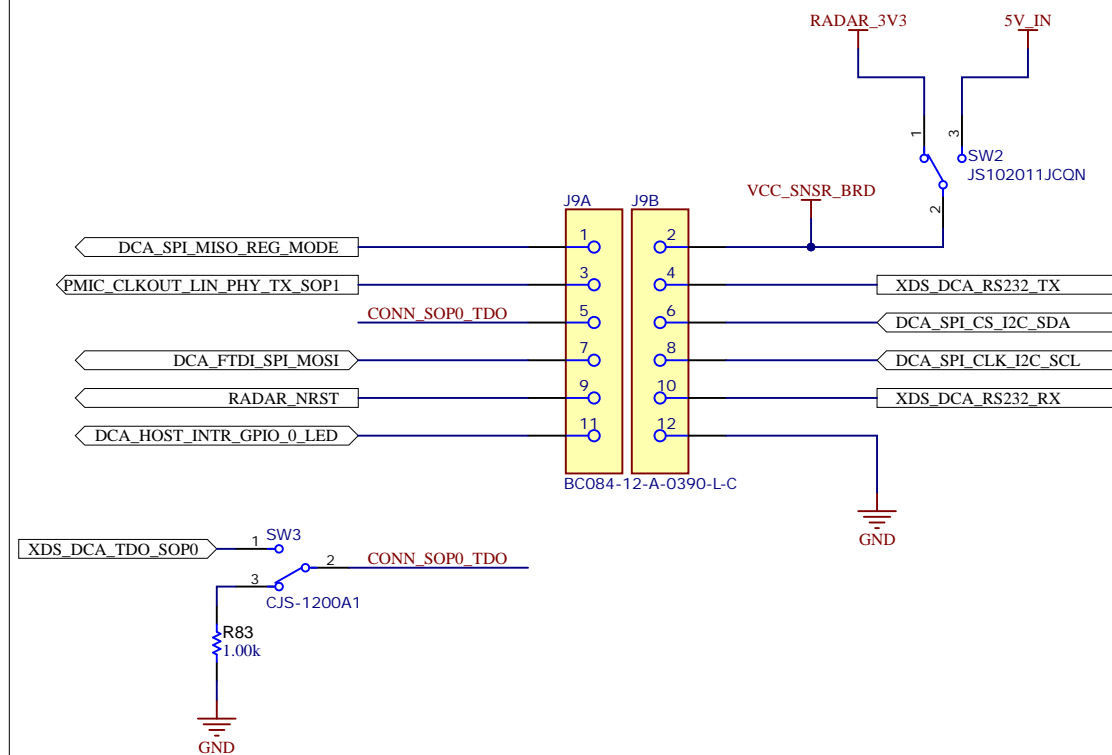 RADAR_3V3 5V_IN
1 3
SW2
JS102011JCQN
2
VCC_SNSR_BRD
J9A J9B
DCA_SPI_MISO_REG_MODE 1 2
PMIC_CLKOUT_LIN_PHY_TX_SOP1 3 4 XDS_DCA_RS232_TX
CONN_SOP0_TDO 5 6 DCA_SPI_CS_I2C_SDA
DCA_FTDI_SPI_MOSI 7 8 DCA_SPI_CLK_I2C_SCL
RADAR_NRST 9 10 XDS_DCA_RS232_RX
DCA_HOST_INTR_GPIO_0_LED 11 12
BC084-12-A-0390-L-C
GND
XDS_DCA_TDO_SOP0 1 SW3
2 CONN_SOP0_TDO
3
CJS-1200A1
R83
1.00k
GND